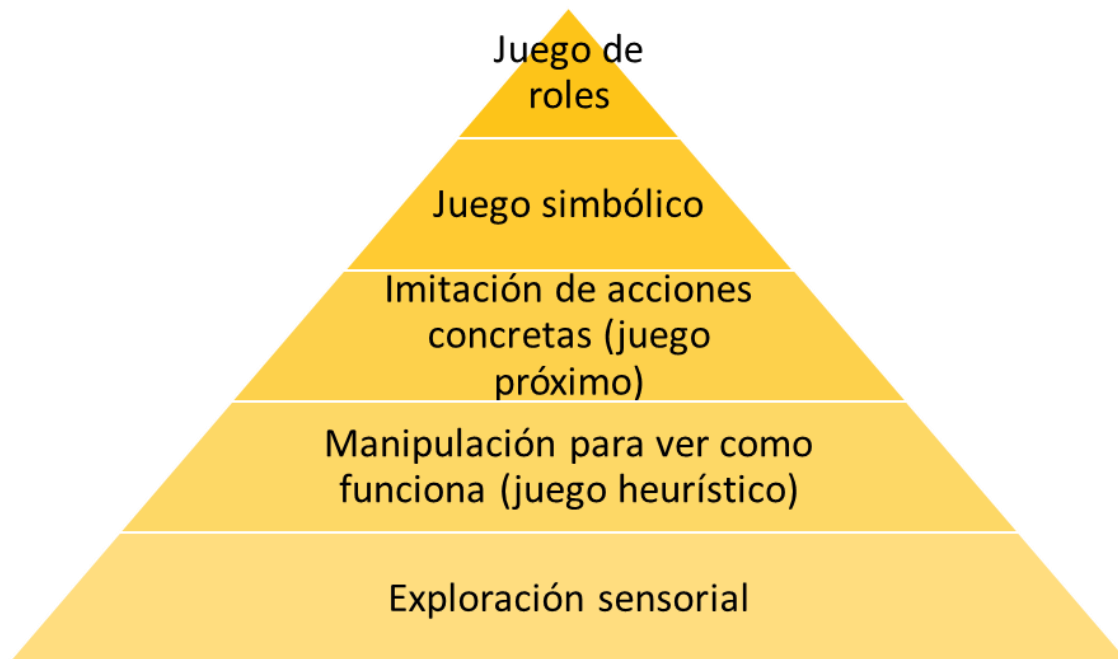 Juego de
roles
Juego simbólico
Imitación de acciones
concretas (juego
próximo)
Manipulación para ver como
funciona (juego heurístico)
Exploración sensorial